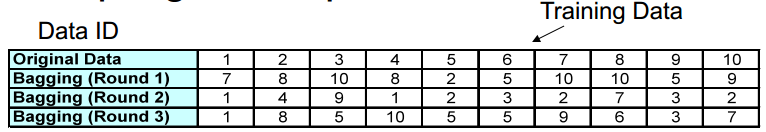 Training Data
Data ID
Original Data 1 2 3 4 5 6 7 8 9 10
Bagging (Round 1) 7 8 10 8 2 5 10 10 5 9
Bagging (Round 2) 1 4 9 1 2 3 2 7 3 2
Bagging (Round 3) 1 8 5 10 5 5 9 6 3 7